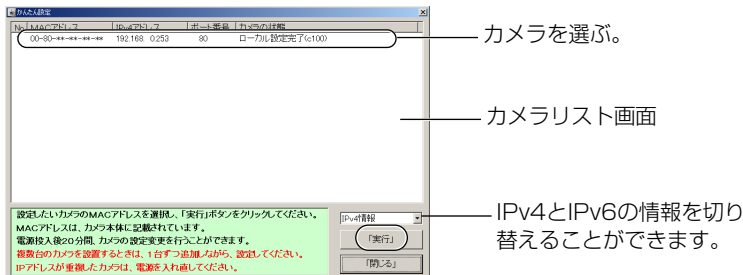 かんたん設定
No MACアドレス IPv4アドレス ポート番号 カメラの状態
00-80-**-**-**-** 192.168. 0.253 80 ローカル設定完了(c100)
カメラを選ぶ。
カメラリスト画面
設定したいカメラのMACアドレスを選択し、「実行」ボタンをクリックしてください。
MACアドレスは、カメラ本体に記載されています。
電源投入後20分間、カメラの設定変更を行うことができます。
複数台のカメラを設置するときは、1台ずつ追加しながら、設定してください。
IPアドレスが重複したカメラは、電源を入れ直してください。
IPv4情報
「実行」
「閉じる」
IPv4とIPv6の情報を切り
替えることができます。